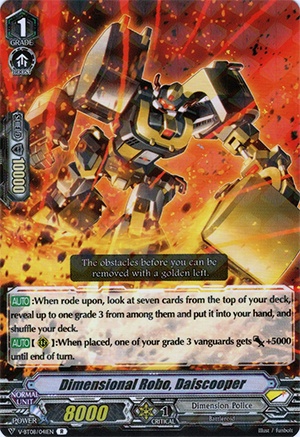 1
GRADE
BOOST
SHIELD
10000
The obstacles before you can be
removed with a golden left.
AUTO :When rode upon, look at seven cards from the top of your deck,
reveal up to one grade 3 from among them and put it into your hand, and
shuffle your deck.
AUTO :When placed, one of your grade 3 vanguards gets +5000
until end of turn.
Dimensional Robo, Daiscooper
NORMAL
UNIT
POWER
8000
1
CRITICAL
Dimension Police
Battleroid
V-BT08/046EN R